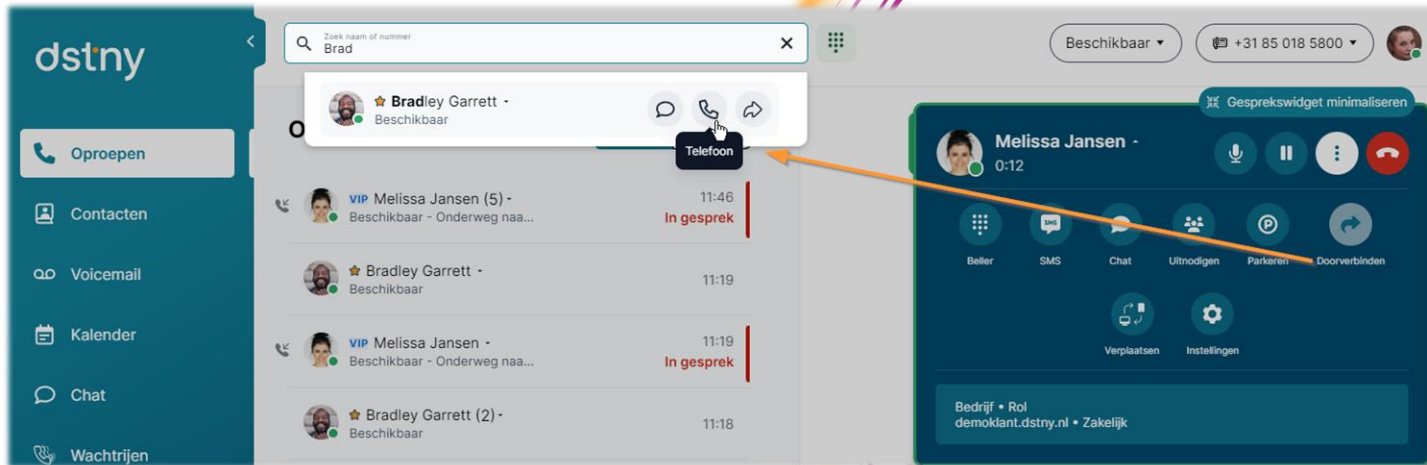 dstny
Zoek naam of nummer
Brad
Beschikbaar
+31 85 018 5800
Bradley Garrett
Beschikbaar
Telefoon
Oproepen
Contacten
Voicemail
Kalender
Chat
Wachtrijen
VIP Melissa Jansen (5)
11:46
Beschikbaar - Onderweg naa...
In gesprek
Bradley Garrett
11:19
Beschikbaar
VIP Melissa Jansen
11:19
Beschikbaar - Onderweg naa...
In gesprek
Bradley Garrett (2)
11:18
Beschikbaar
Gesprekswidget minimaliseren
Melissa Jansen
0:12
SMS
P
Beller SMS Chat Uitnodigen Parkeren Doorverbinden
Verplaatsen Instellingen
Bedrijf • Rol
demoklant.dstny.nl • Zakelijk